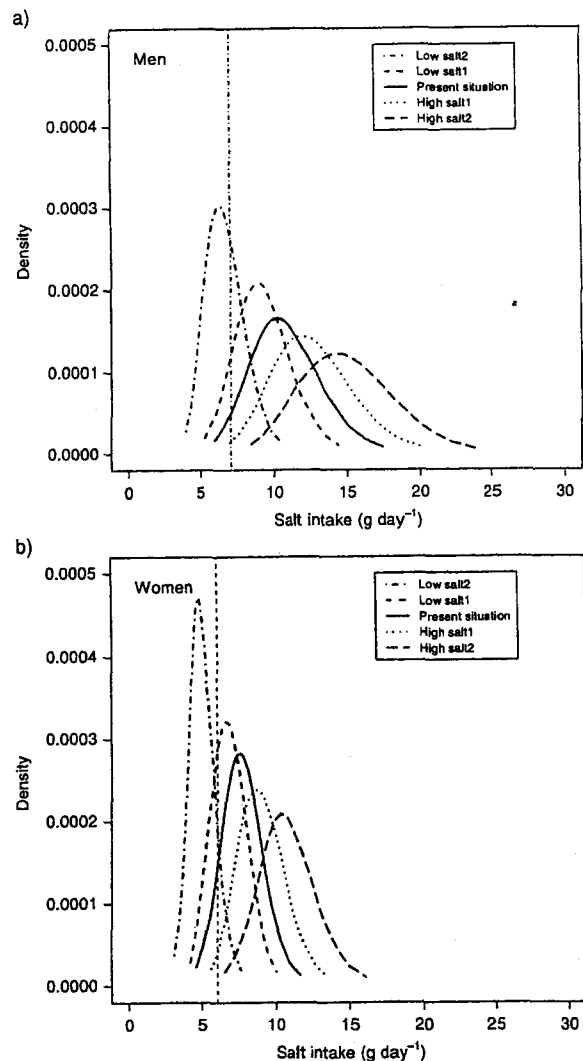 a)
Men
Low salt2
Low salt1
Present situation
High salt1
High salt2
0.0005
0.0004
0.0003
0.0002
0.0001
0.0000
Density
0 5 10 15 20 25 30
Salt intake (g day⁻¹)
b)
Women
Low salt2
Low salt1
Present situation
High salt1
High salt2
0.0005
0.0004
0.0003
0.0002
0.0001
0.0000
Density
0 5 10 15 20 25 30
Salt intake (g day⁻¹)